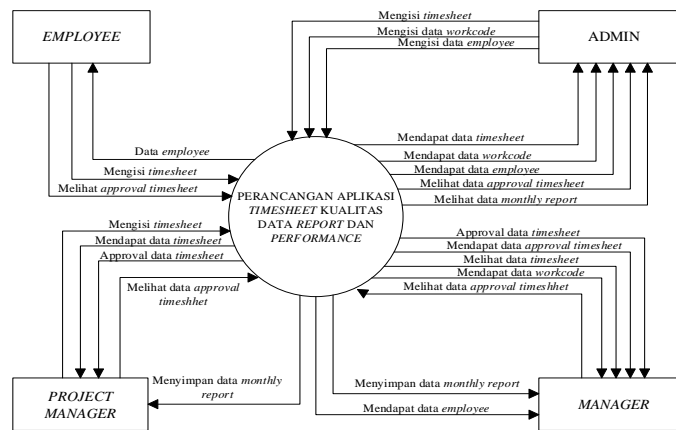 Mengisi timesheet
Mengisi data workcode
Mengisi data employee
EMPLOYEE
ADMIN
Data employee
Mengisi timesheet
Melihat approval timesheet
Mendapat data timesheet
Mendapat data workcode
Mendapat data employee
Melihat data approval timesheet
Melihat data monthly report
PERANCANGAN APLIKASI
TIMESHEET KUALITAS
DATA REPORT DAN
PERFORMANCE
Mengisi timesheet
Mendapat data timesheet
Approval data timesheet
Melihat data approval
timeshhet
Approval data timesheet
Mendapat data approval timesheet
Melihat data timesheet
Mendapat data workcode
Melihat data approval timeshhet
PROJECT
MANAGER
Menyimpan data monthly
report
Menyimpan data monthly report
Mendapat data employee
MANAGER